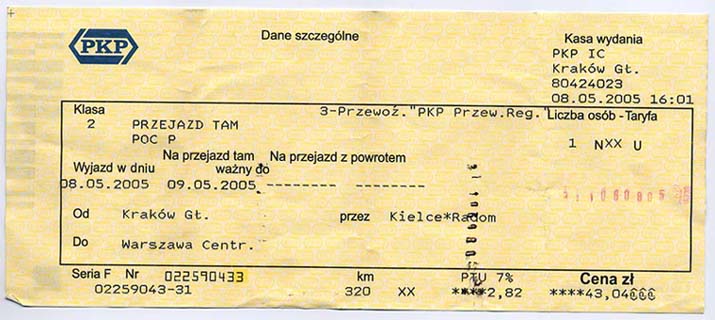 PKP
Dane szczególne
Kasa wydania
PKP IC
Kraków Gł.
80424023
08.05.2005 16:01
3-Przewoź."PKP Przew.Reg."
Klasa
Liczba osób - Taryfa
2 PRZEJAZD TAM
POC P
1 NXX U
Na przejazd tam Na przejazd z powrotem
Wyjazd w dniu ważny do
08.05.2005 09.05.2005 --------- ---------
Od Kraków Gł. przez Kielce*Radom
Do Warszawa Centr.
Seria F Nr 022590433 km PTU 7% Cena zł
02259043-31 320 XX ****2,82 ****43,04€€€